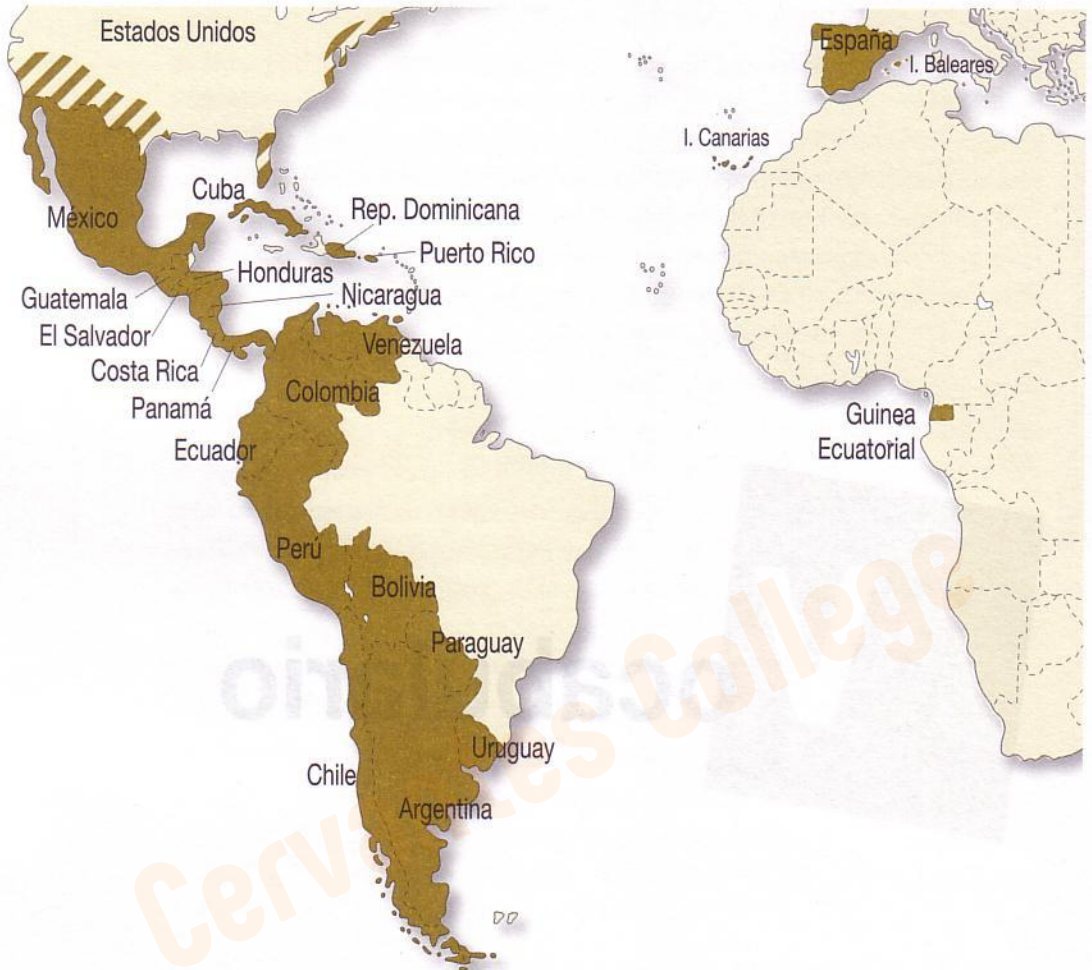 Estados Unidos
España
I. Baleares
I. Canarias
Cuba
Rep. Dominicana
México
Puerto Rico
Honduras
Guatemala
Nicaragua
El Salvador
Venezuela
Costa Rica
Colombia
Panamá
Guinea
Ecuatorial
Ecuador
Perú
Bolivia
Paraguay
Uruguay
Chile
Argentina
Cervantes College